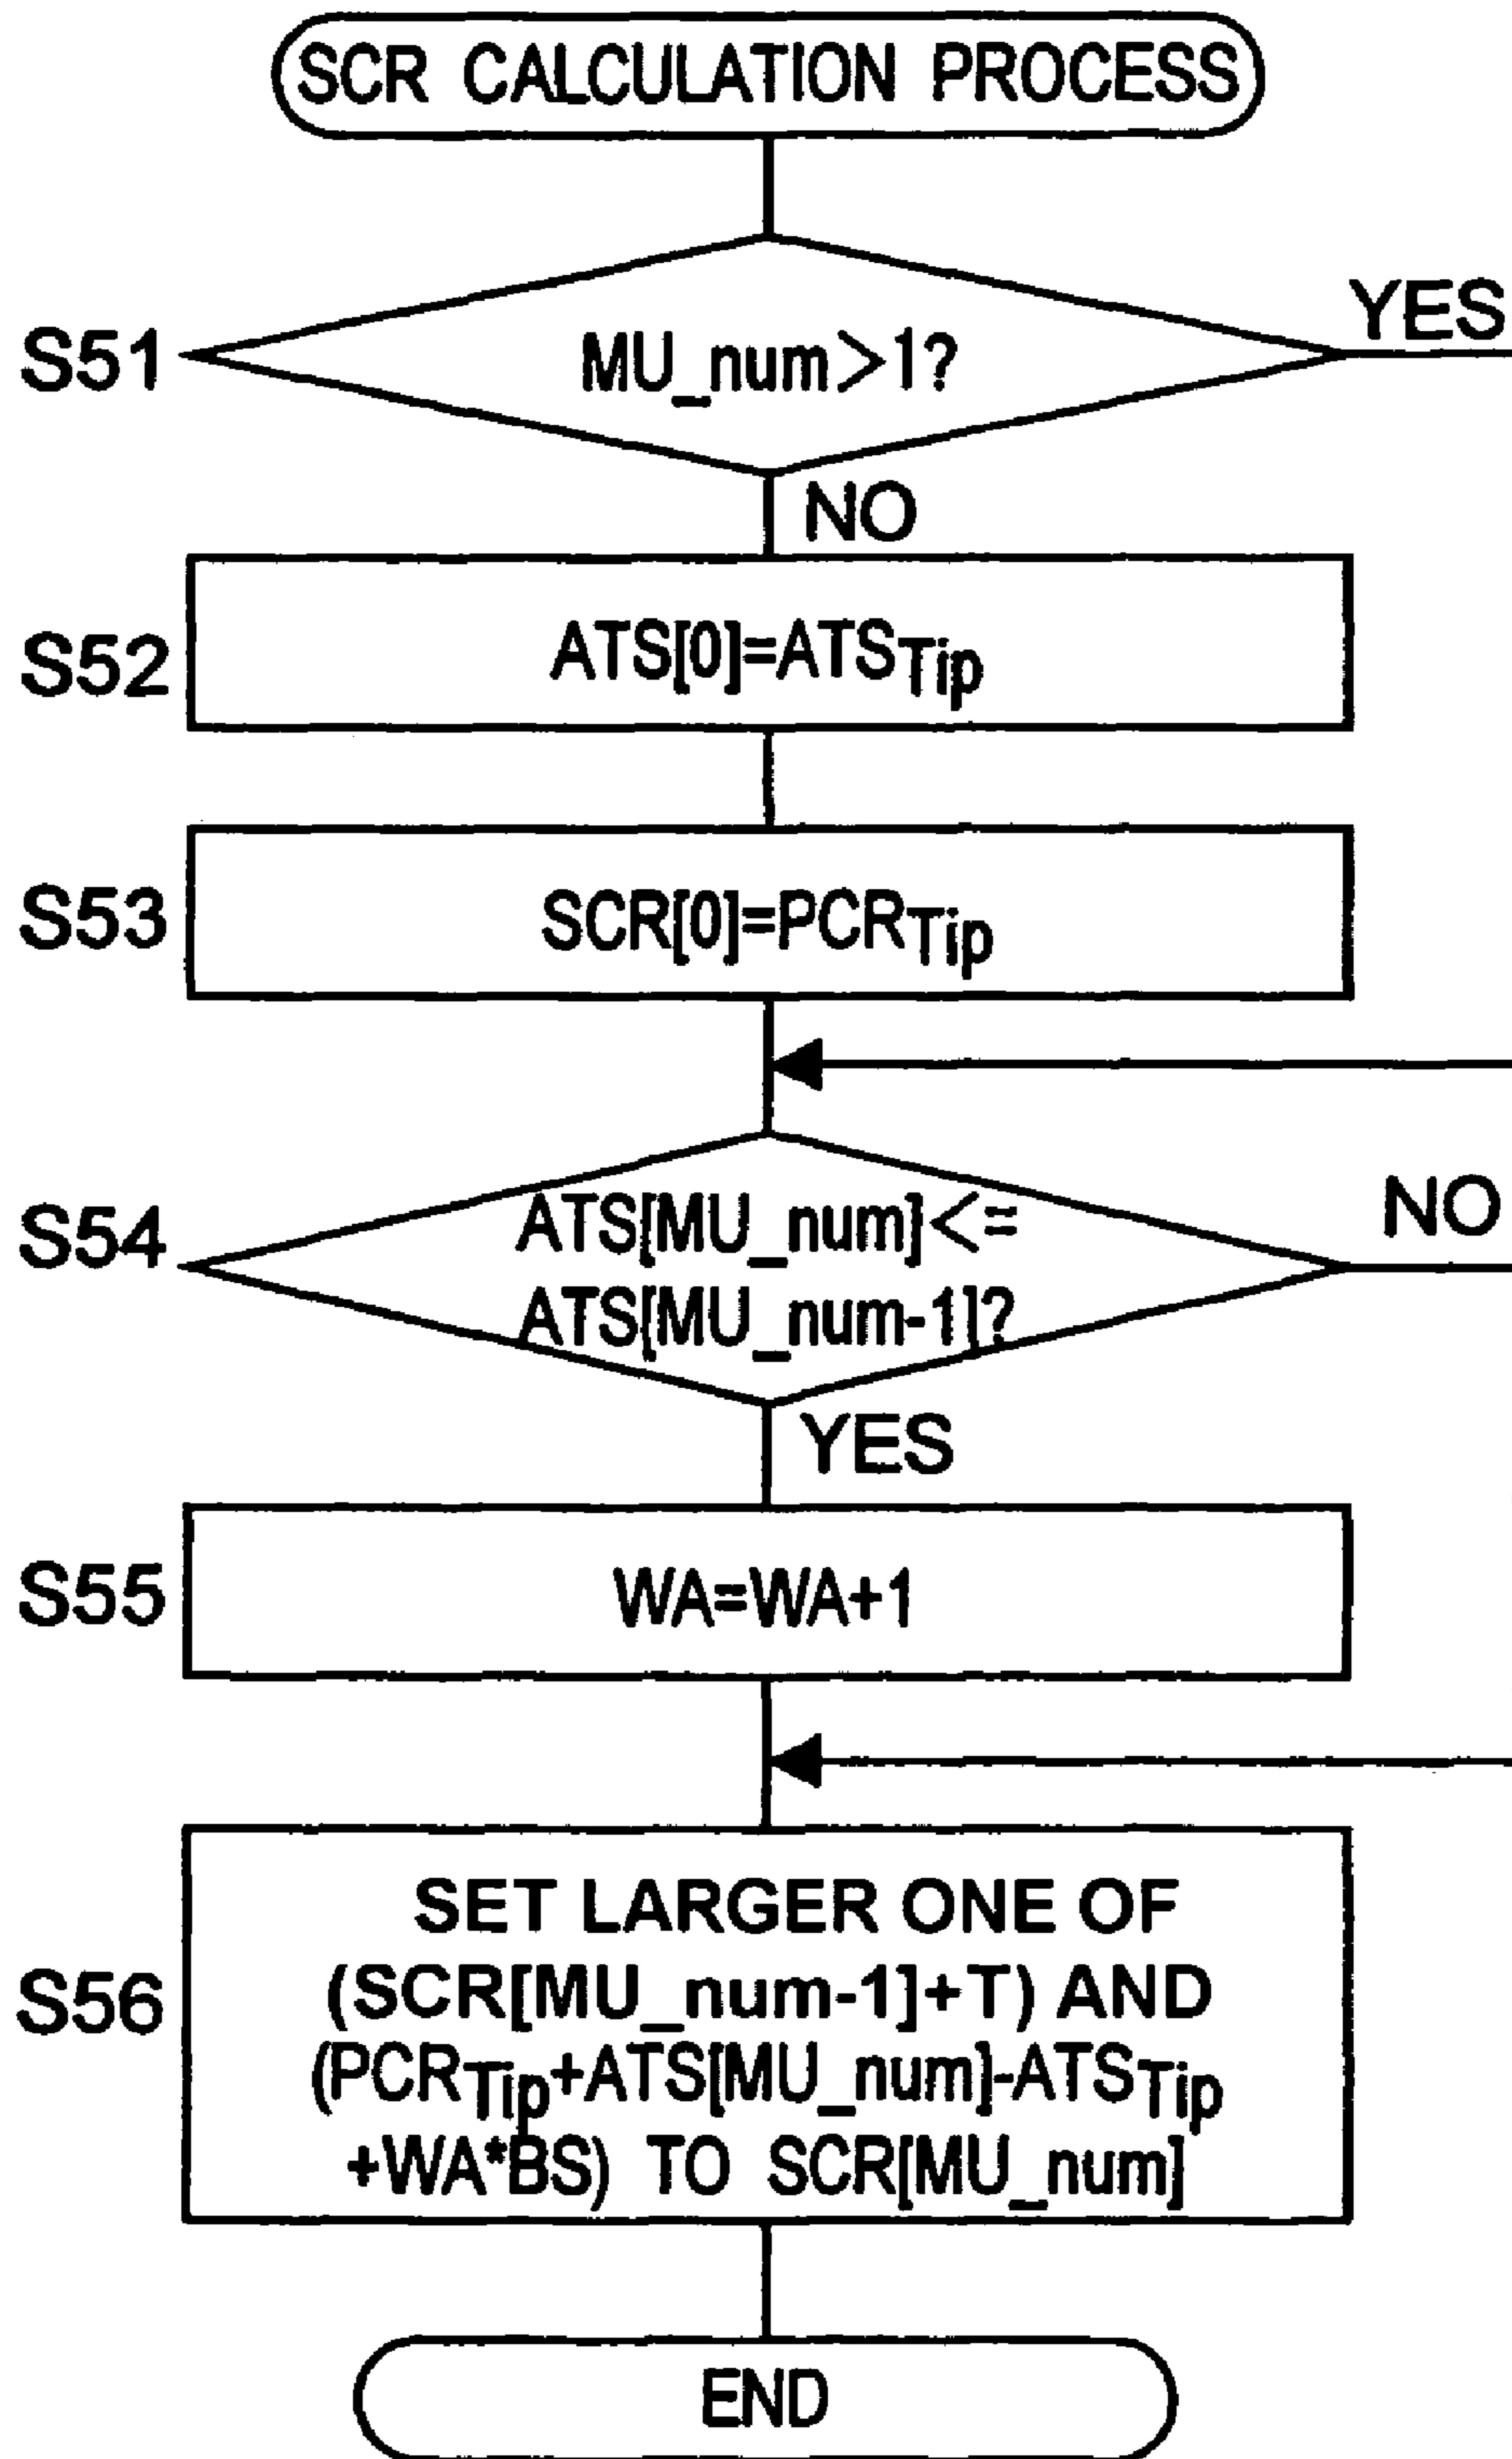 SCR CALCULATION PROCESS
S51
MU_num>1?
YES
NO
S52
ATS[0]=ATSTip
S53
SCR[0]=PCRTip
S54
ATS[MU_num]<=
ATS[MU_num-1]?
NO
YES
S55
WA=WA+1
S56
SET LARGER ONE OF
(SCR[MU_num-1]+T) AND
(PCRTip+ATS[MU_num]-ATSTip
+WA*BS) TO SCR[MU_num]
END